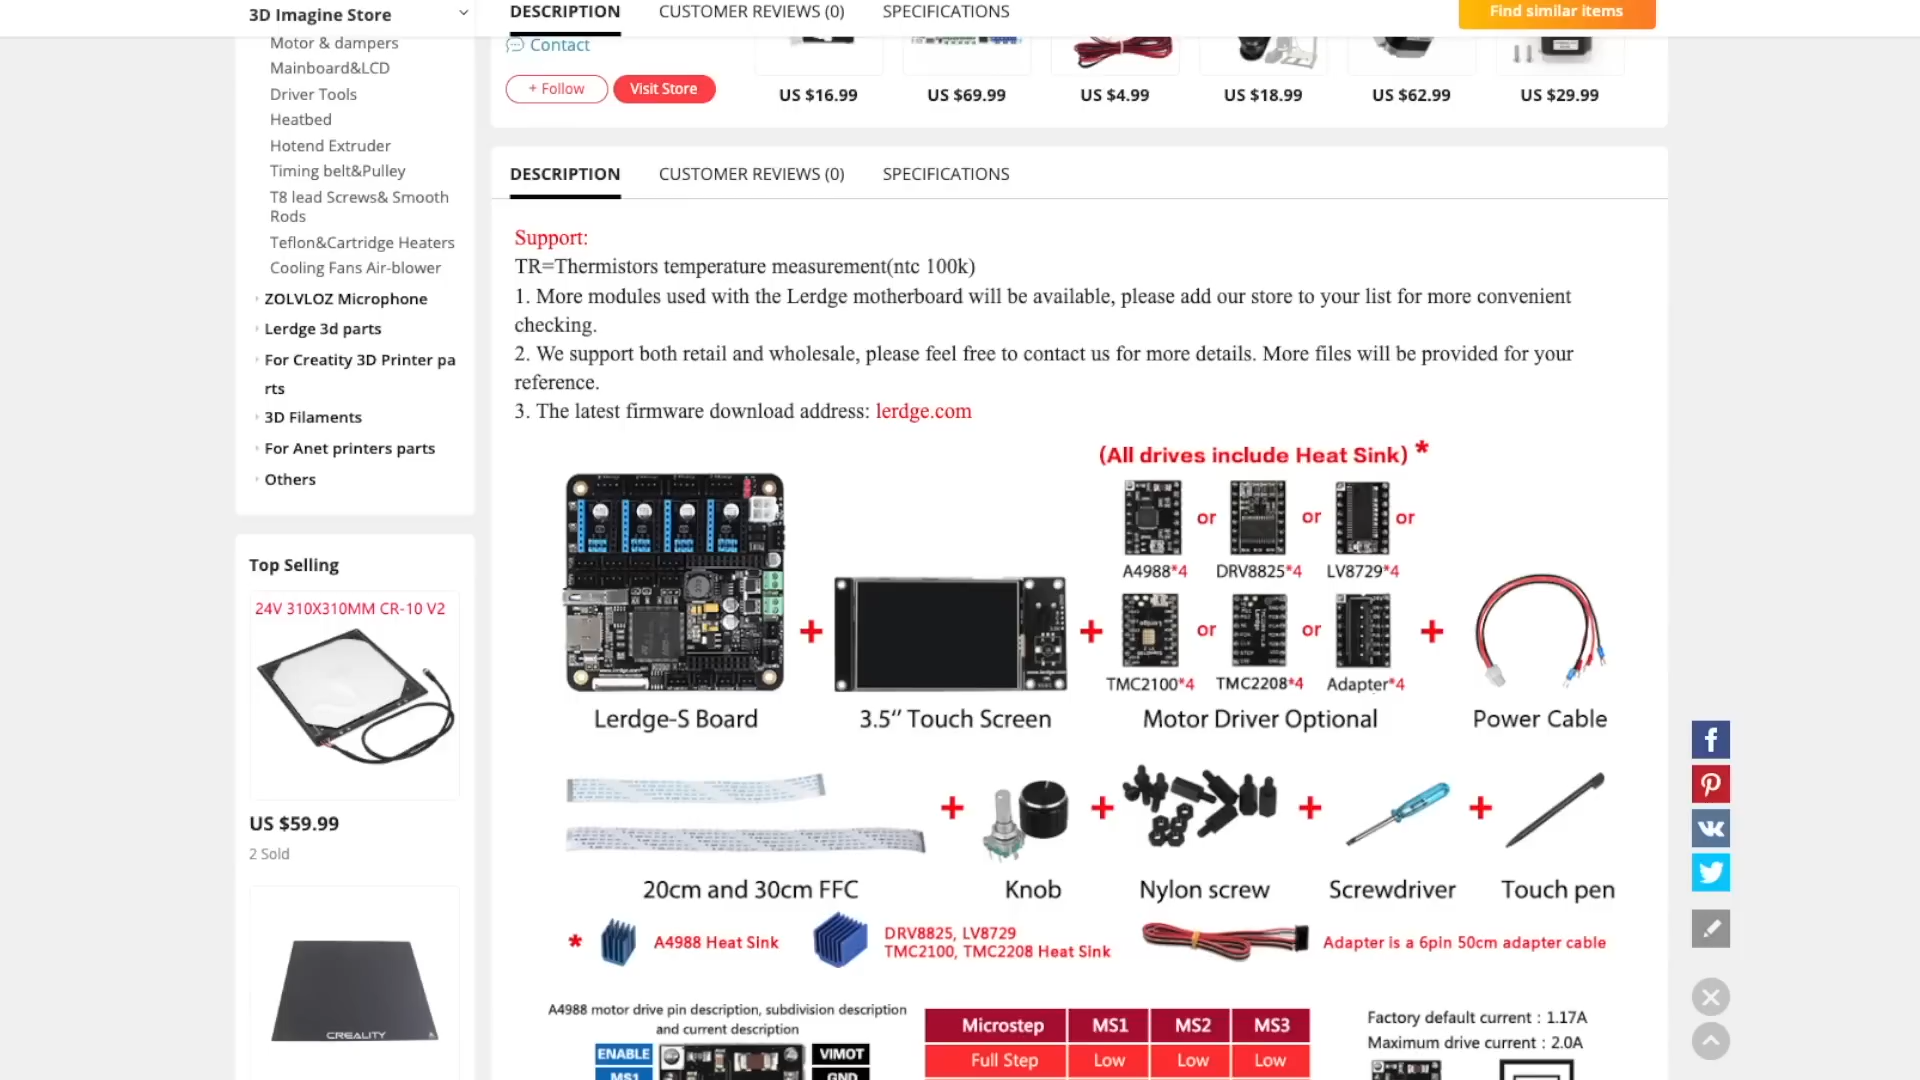 3D Imagine Store
DESCRIPTION CUSTOMER REVIEWS (0) SPECIFICATIONS
Find similar items
Motor & dampers
Mainboard&LCD
Driver Tools
Heatbed
Hotend Extruder
Timing belt&Pulley
T8 lead Screws& Smooth
Rods
Teflon&Cartridge Heaters
Cooling Fans Air-blower
ZOLVLOZ Microphone
Lerdge 3d parts
For Creatity 3D Printer pa
rts
3D Filaments
For Anet printers parts
Others
Top Selling
24V 310X310MM CR-10 V2
US $59.99
2 Sold
CREALITY
Contact
+ Follow Visit Store
US $16.99 US $69.99 US $4.99 US $18.99 US $62.99 US $29.99
DESCRIPTION CUSTOMER REVIEWS (0) SPECIFICATIONS
Support:
TR=Thermistors temperature measurement(ntc 100k)
1. More modules used with the Lerdge motherboard will be available, please add our store to your list for more convenient
checking.
2. We support both retail and wholesale, please feel free to contact us for more details. More files will be provided for your
reference.
3. The latest firmware download address: lerdge.com
(All drives include Heat Sink) *
or or or
A4988*4 DRV8825*4 LV8729*4
+ + or or +
TMC2100*4 TMC2208*4 Adapter*4
Lerdge-S Board 3.5” Touch Screen Motor Driver Optional Power Cable
+ + + +
20cm and 30cm FFC Knob Nylon screw Screwdriver Touch pen
* A4988 Heat Sink
DRV8825, LV8729
TMC2100, TMC2208 Heat Sink
Adapter is a 6pin 50cm adapter cable
A4988 motor drive pin description, subdivision description
and current description
ENABLE VIMOT
MS1 GND
Microstep MS1 MS2 MS3
Full Step Low Low Low
Factory default current : 1.17A
Maximum drive current : 2.0A